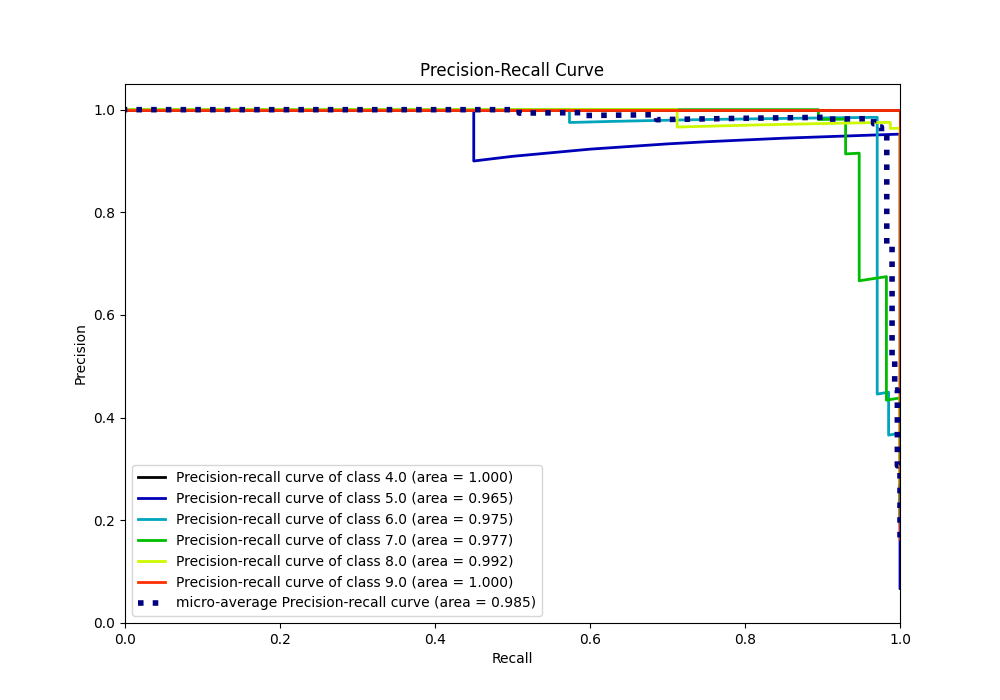 Precision-Recall Curve
1.0
0.8
0.6
0.4
0.2
0.0
Precision
Precision-recall curve of class 4.0 (area = 1.000)
Precision-recall curve of class 5.0 (area = 0.965)
Precision-recall curve of class 6.0 (area = 0.975)
Precision-recall curve of class 7.0 (area = 0.977)
Precision-recall curve of class 8.0 (area = 0.992)
Precision-recall curve of class 9.0 (area = 1.000)
micro-average Precision-recall curve (area = 0.985)
0.0 0.2 0.4 0.6 0.8 1.0
Recall